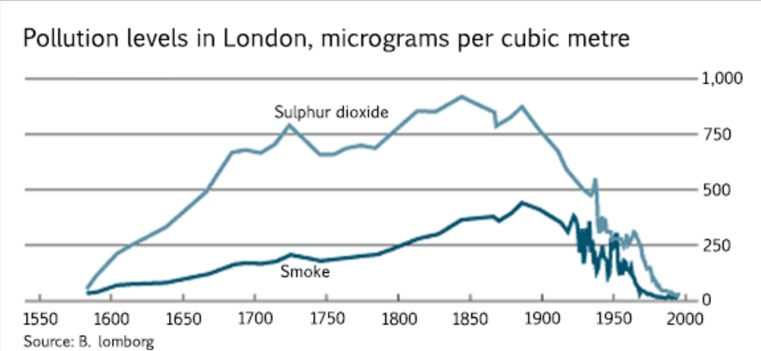 Pollution levels in London, micrograms per cubic metre
1,000
Sulphur dioxide
750
500
250
Smoke
0
1550 1600 1650 1700 1750 1800 1850 1900 1950 2000
Source: B. lomborg